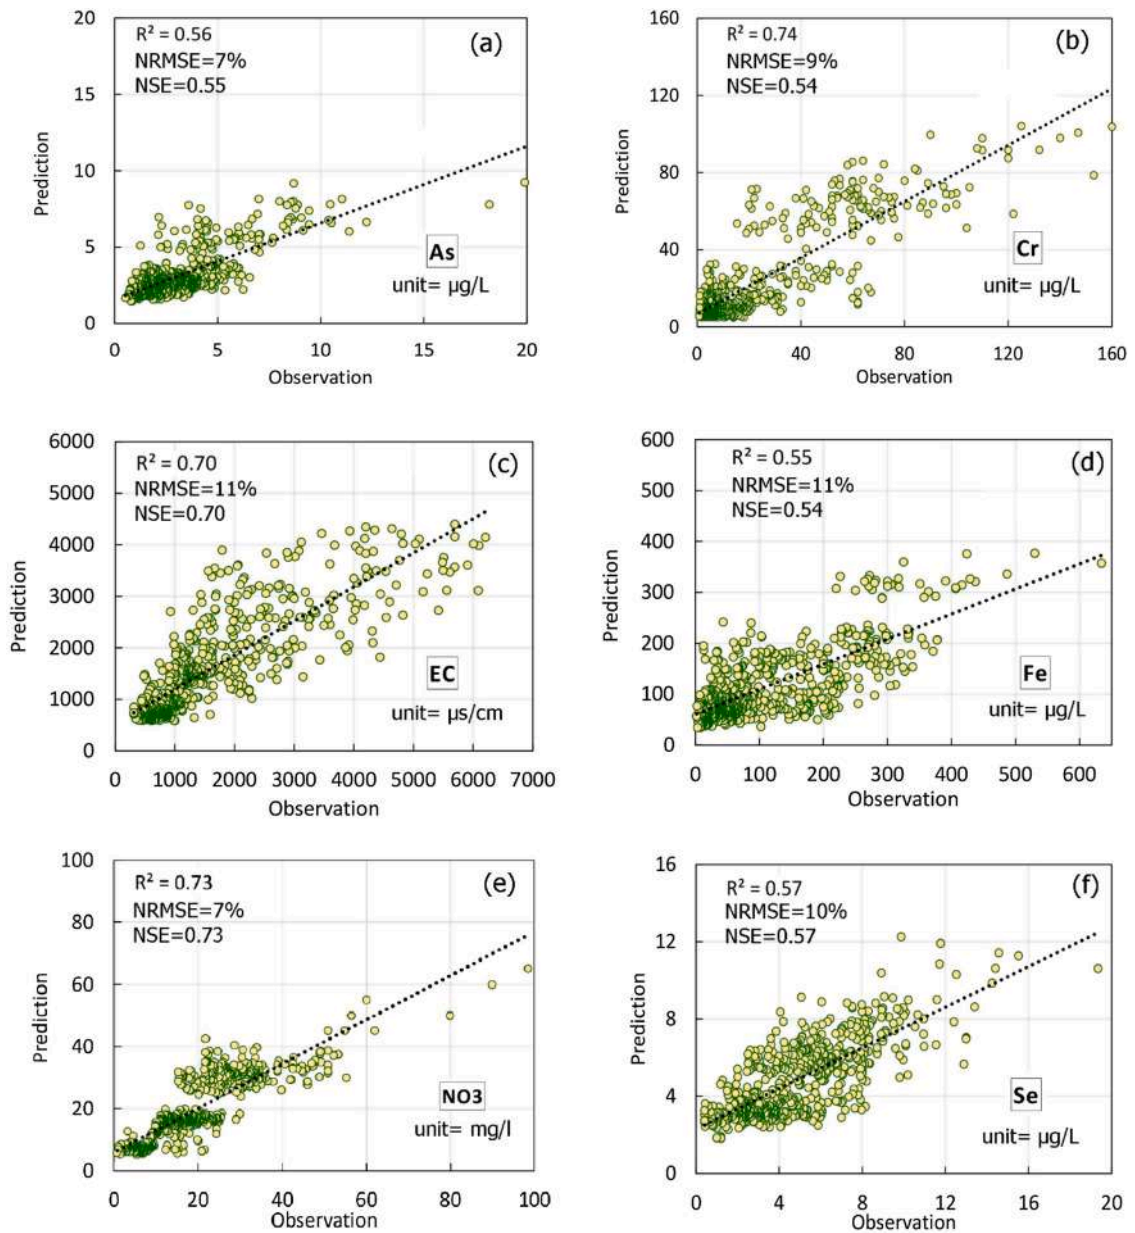 20
R² = 0.56
(a)
NRMSE=7%
NSE=0.55
15
10
5
0
As
unit= µg/L
0 5 10 15 20
Observation
Prediction
160
R² = 0.74
(b)
NRMSE=9%
NSE=0.54
120
80
40
0
Cr
unit= µg/L
0 40 80 120 160
Observation
Prediction
6000
R² = 0.70
(c)
NRMSE=11%
NSE=0.70
5000
4000
3000
2000
1000
0
EC
unit= µs/cm
0 1000 2000 3000 4000 5000 6000 7000
Observation
Prediction
600
R² = 0.55
(d)
NRMSE=11%
NSE=0.54
500
400
300
200
100
0
Fe
unit= µg/L
0 100 200 300 400 500 600
Observation
Prediction
100
R² = 0.73
(e)
NRMSE=7%
NSE=0.73
80
60
40
20
0
NO3
unit= mg/l
0 20 40 60 80 100
Observation
Prediction
16
R² = 0.57
(f)
NRMSE=10%
NSE=0.57
12
8
4
0
Se
unit= µg/L
0 4 8 12 16 20
Observation
Prediction